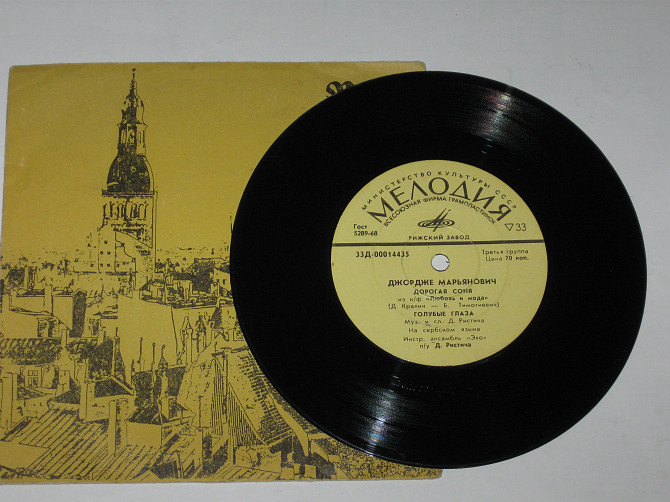 МИНИСТЕРСТВО КУЛЬТУРЫ СССР
МЕЛОДИЯ
ВСЕСОЮЗНАЯ ФИРМА ГРАМПЛАСТИНОК
Гост
5289-68
▽33
РИЖСКИЙ ЗАВОД
33Д-00014435
Третья группа
Цена 70 коп.
ДЖОРДЖЕ МАРЬЯНОВИЧ
ДОРОГАЯ СОНЯ
из к/ф «Любовь и мода»
(Д. Кралич — Б. Тимотиевич)
ГОЛУБЫЕ ГЛАЗА
Муз. и сл. Д. Ристича
На сербском языке
Инстр. ансамбль «Эхо»
п/у Д. Ристича